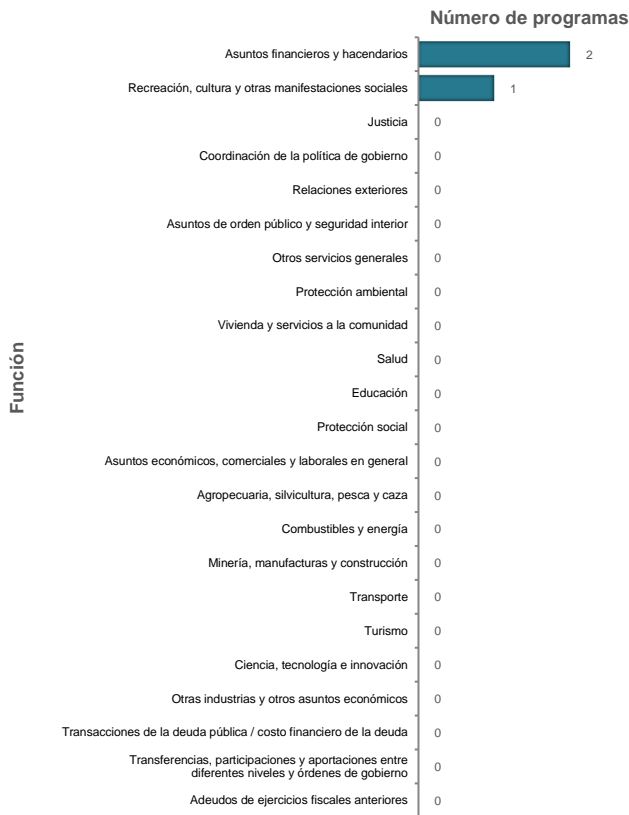 Número de programas
Asuntos financieros y hacendarios 2
Recreación, cultura y otras manifestaciones sociales 1
Justicia 0
Coordinación de la política de gobierno 0
Relaciones exteriores 0
Asuntos de orden público y seguridad interior 0
Otros servicios generales 0
Protección ambiental 0
Vivienda y servicios a la comunidad 0
Salud 0
Educación 0
Protección social 0
Asuntos económicos, comerciales y laborales en general 0
Agropecuaria, silvicultura, pesca y caza 0
Combustibles y energía 0
Minería, manufacturas y construcción 0
Transporte 0
Turismo 0
Ciencia, tecnología e innovación 0
Otras industrias y otros asuntos económicos 0
Transacciones de la deuda pública / costo financiero de la deuda 0
Transferencias, participaciones y aportaciones entre
diferentes niveles y órdenes de gobierno 0
Adeudos de ejercicios fiscales anteriores 0
Función